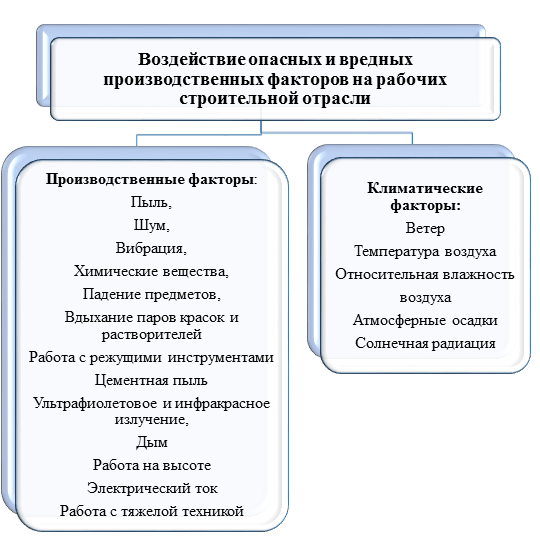 Воздействие опасных и вредных
производственных факторов на рабочих
строительной отрасли
Производственные факторы:
Пыль,
Шум,
Вибрация,
Химические вещества,
Падение предметов,
Вдыхание паров красок и
растворителей
Работа с режущими инструментами
Цементная пыль
Ультрафиолетовое и инфракрасное
излучение,
Дым
Работа на высоте
Электрический ток
Работа с тяжелой техникой
Климатические
факторы:
Ветер
Температура воздуха
Относительная влажность
воздуха
Атмосферные осадки
Солнечная радиация